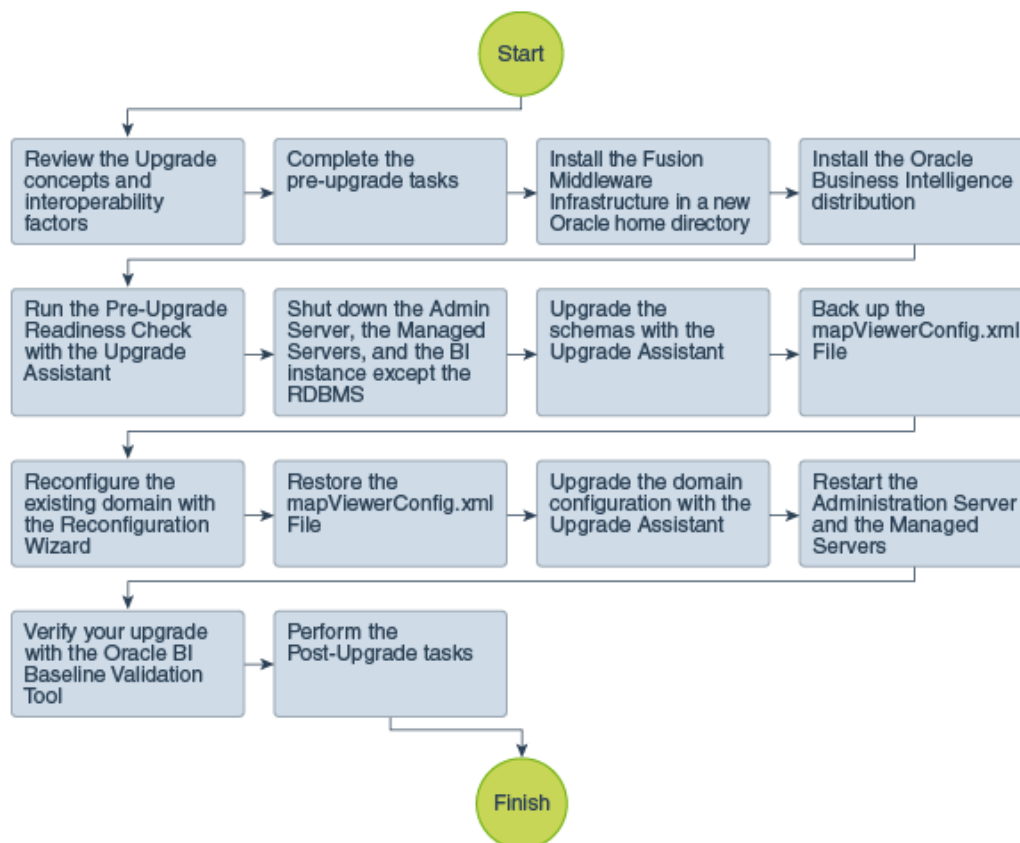 Start
Review the Upgrade
concepts and
interoperability
factors
Complete the
pre-upgrade tasks
Install the Fusion
Middleware
Infrastructure in a new
Oracle home directory
Install the Oracle
Business Intelligence
distribution
Run the Pre-Upgrade
Readiness Check
with the Upgrade
Assistant
Shut down the Admin
Server, the Managed
Servers, and the BI
instance except the
RDBMS
Upgrade the
schemas with the
Upgrade Assistant
Back up the
mapViewerConfig.xml
File
Reconfigure the
existing domain with
the Reconfiguration
Wizard
Restore the
mapViewerConfig.xml
File
Upgrade the domain
configuration with the
Upgrade Assistant
Restart the
Administration Server
and the Managed
Servers
Verify your upgrade
with the Oracle BI
Baseline Validation
Tool
Perform the
Post-Upgrade tasks
Finish